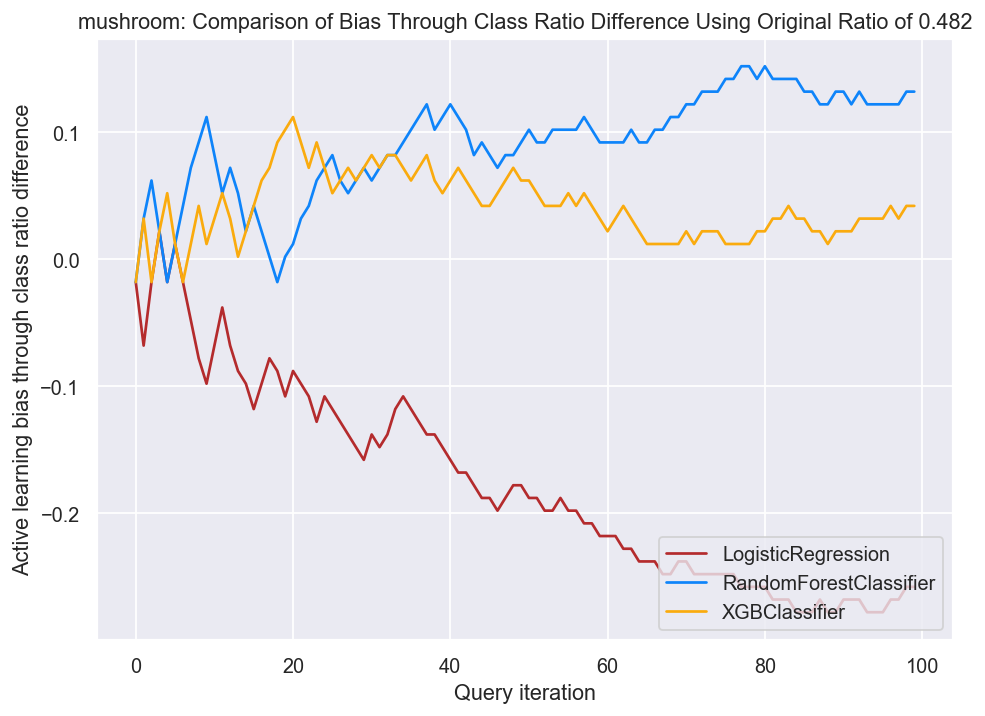 mushroom: Comparison of Bias Through Class Ratio Difference Using Original Ratio of 0.482
Active learning bias through class ratio difference
0.1
0.0
−0.1
−0.2
LogisticRegression
RandomForestClassifier
XGBClassifier
0 20 40 60 80 100
Query iteration